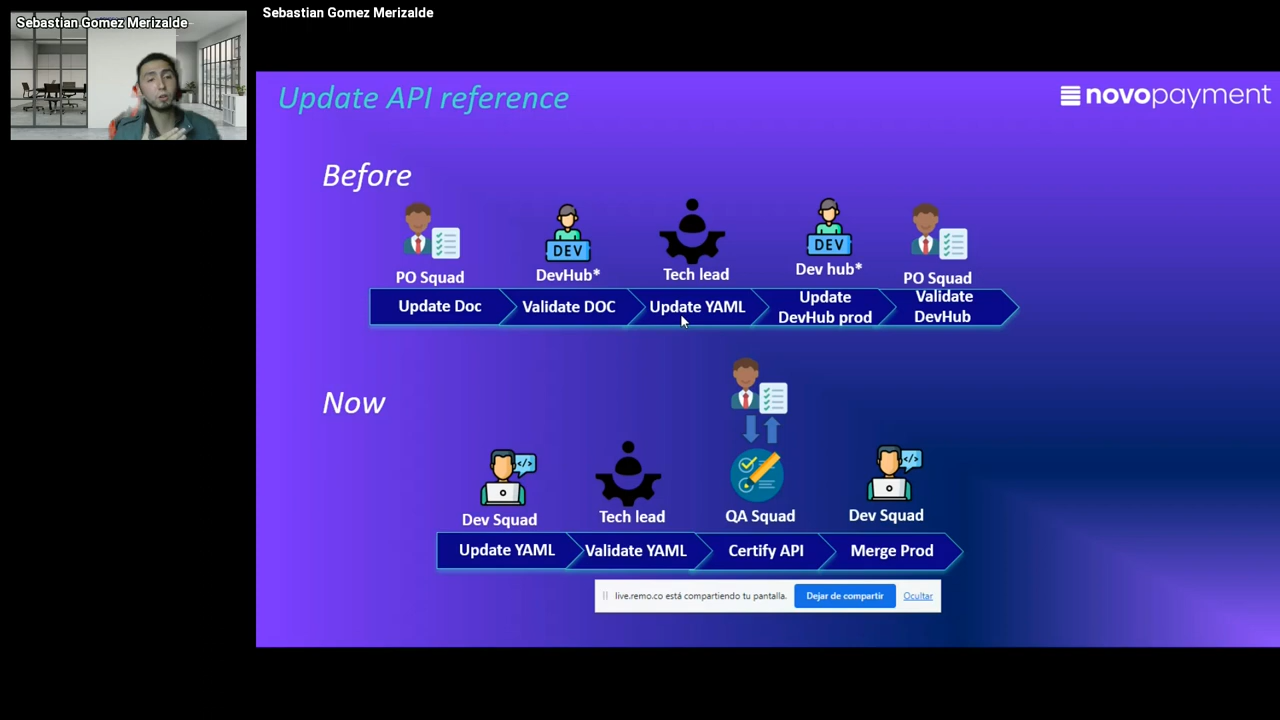 Sebastian Gomez Merizalde
Sebastian Gomez Merizalde
Update API reference
novopayment
Before
PO Squad
DevHub*
Tech lead
Dev hub*
PO Squad
DEV
DEV
Update Doc
Validate DOC
Update YAML
Update
DevHub prod
Validate
DevHub
Now
Dev Squad
Tech lead
QA Squad
Dev Squad
Update YAML
Validate YAML
Certify API
Merge Prod
live.remo.co está compartiendo tu pantalla.
Dejar de compartir
Ocultar